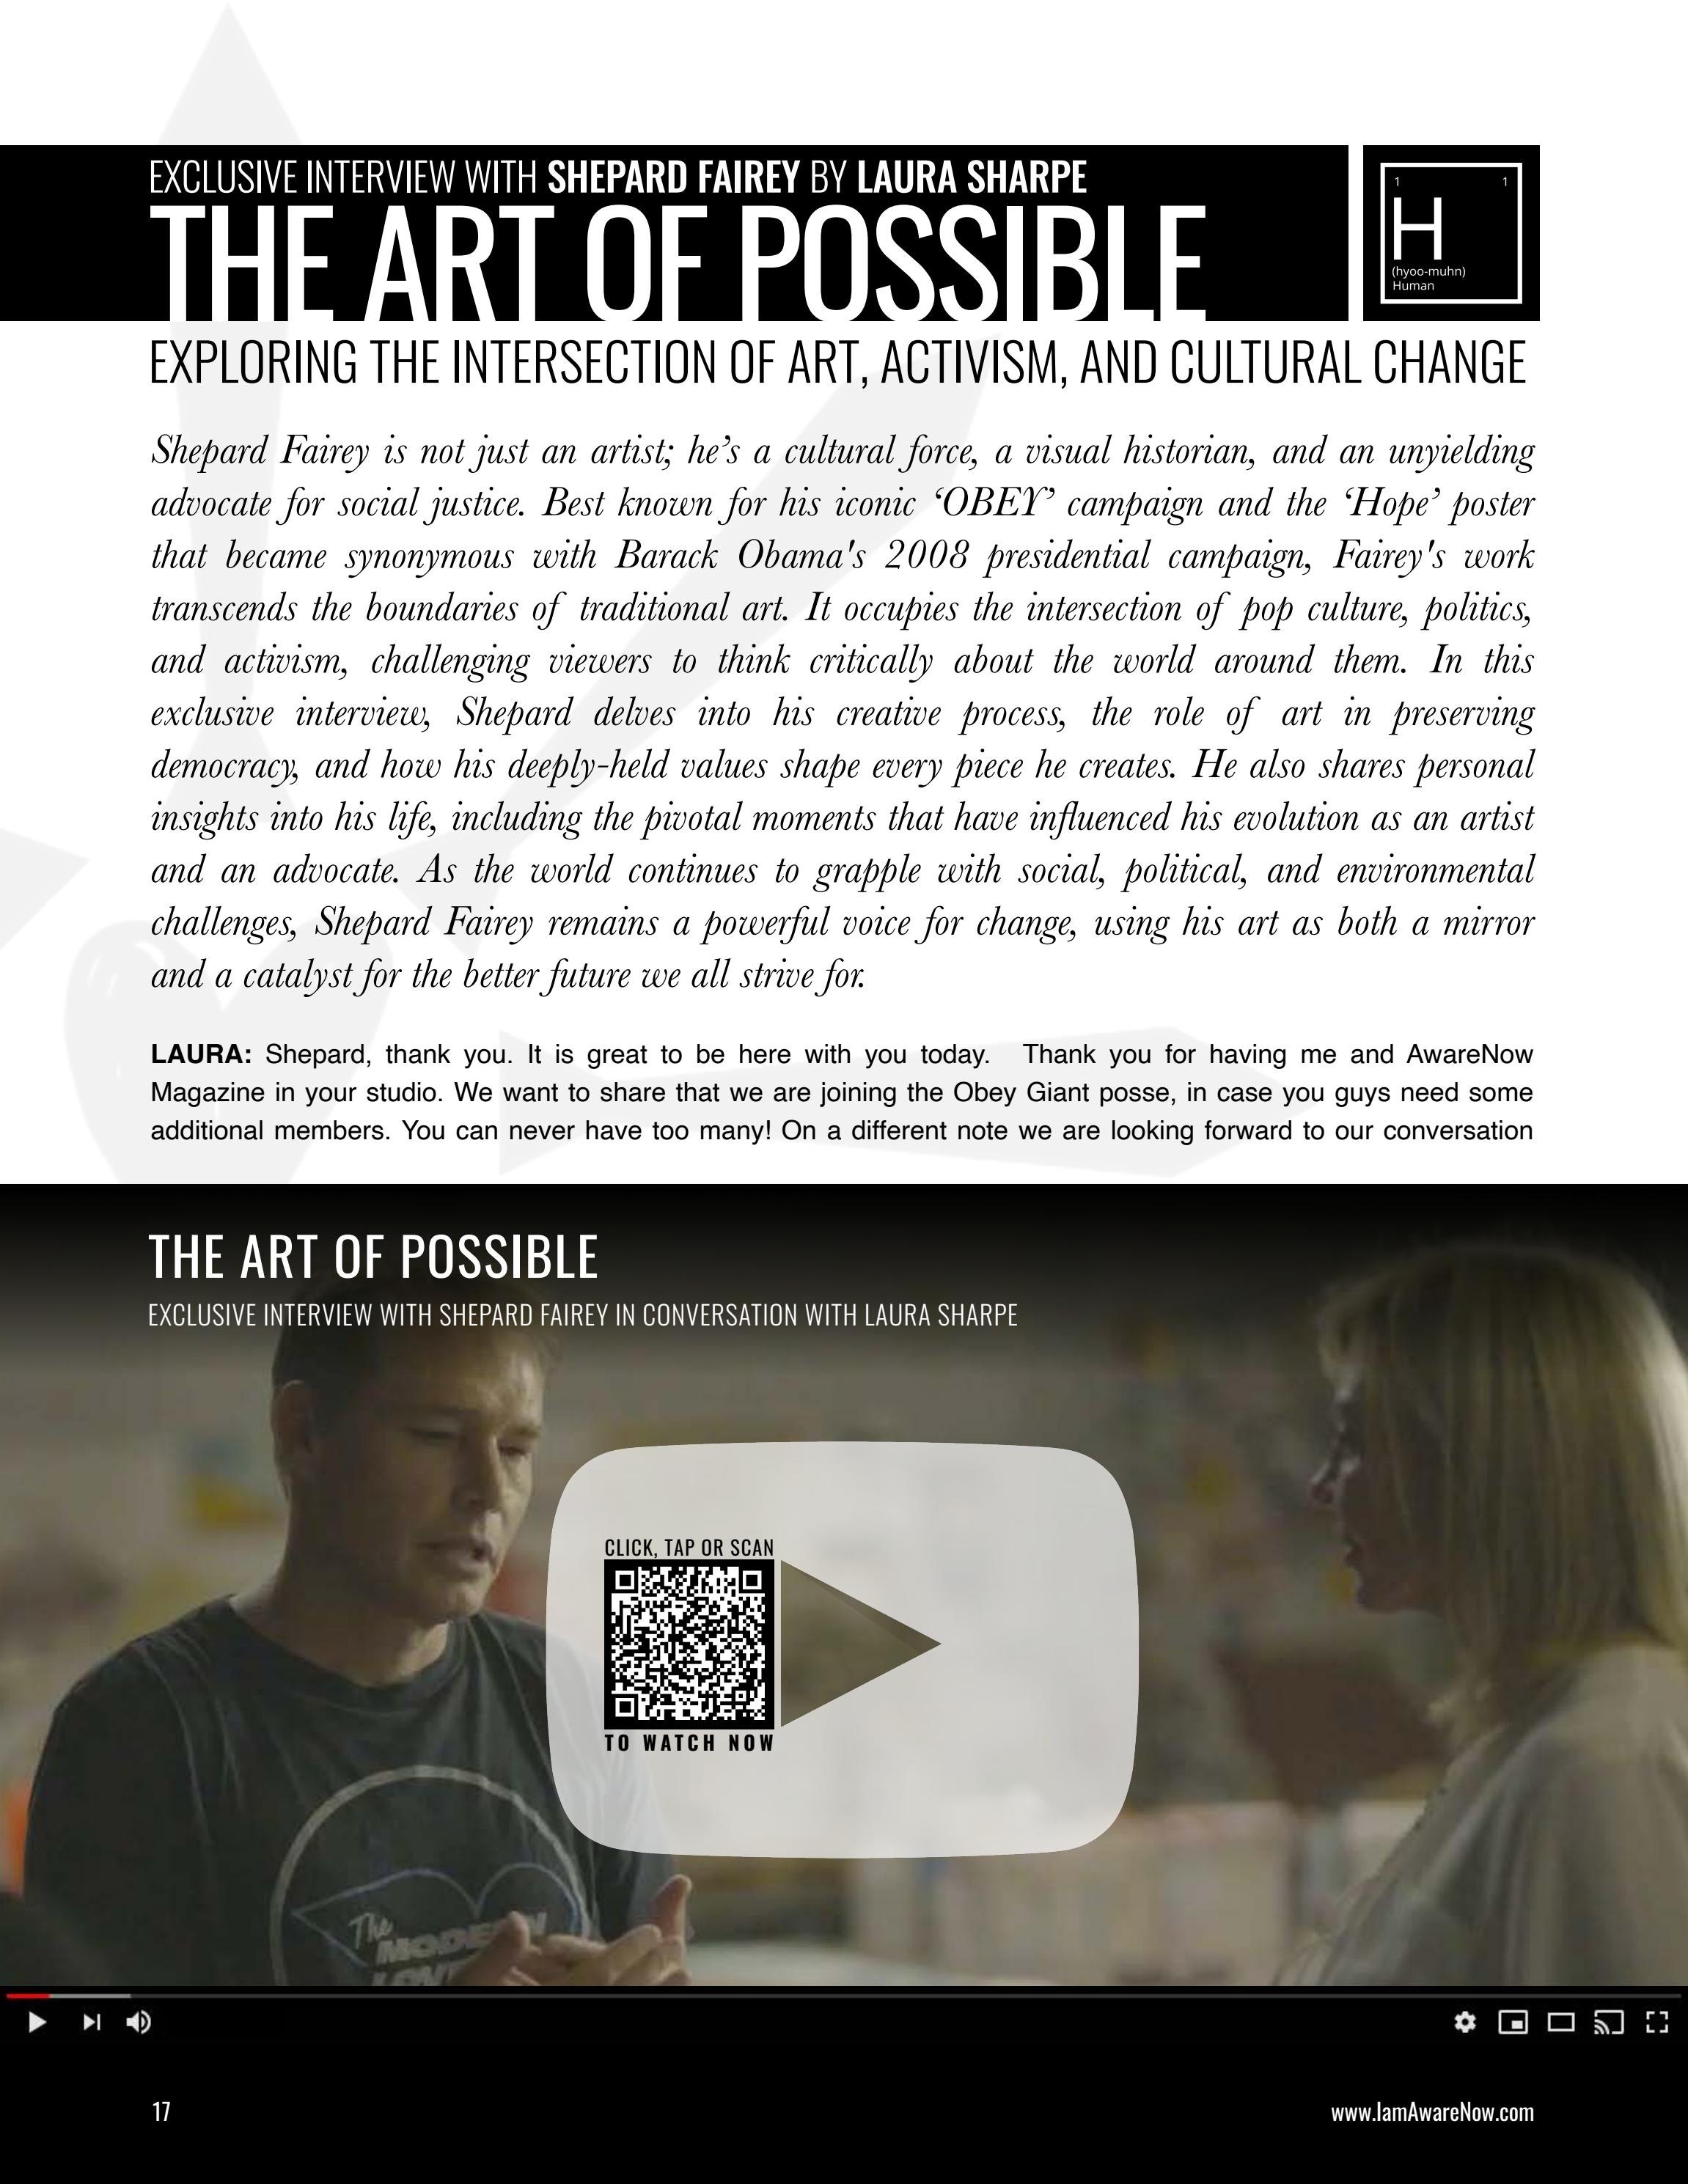 EXCLUSIVE INTERVIEW WITH SHEPARD FAIREY BY LAURA SHARPE
THE ART OF POSSIBLE
1 1
H
(hyoo-muhn)
Human
EXPLORING THE INTERSECTION OF ART, ACTIVISM, AND CULTURAL CHANGE
Shepard Fairey is not just an artist; he’s a cultural force, a visual historian, and an unyielding
advocate for social justice. Best known for his iconic ‘OBEY’ campaign and the ‘Hope’ poster
that became synonymous with Barack Obama's 2008 presidential campaign, Fairey's work
transcends the boundaries of traditional art. It occupies the intersection of pop culture, politics,
and activism, challenging viewers to think critically about the world around them. In this
exclusive interview, Shepard delves into his creative process, the role of art in preserving
democracy, and how his deeply-held values shape every piece he creates. He also shares personal
insights into his life, including the pivotal moments that have influenced his evolution as an artist
and an advocate. As the world continues to grapple with social, political, and environmental
challenges, Shepard Fairey remains a powerful voice for change, using his art as both a mirror
and a catalyst for the better future we all strive for.
LAURA: Shepard, thank you. It is great to be here with you today. Thank you for having me and AwareNow
Magazine in your studio. We want to share that we are joining the Obey Giant posse, in case you guys need some
additional members. You can never have too many! On a different note we are looking forward to our conversation
THE ART OF POSSIBLE
EXCLUSIVE INTERVIEW WITH SHEPARD FAIREY IN CONVERSATION WITH LAURA SHARPE
CLICK, TAP OR SCAN
TO WATCH NOW
The
17
www.IamAwareNow.com